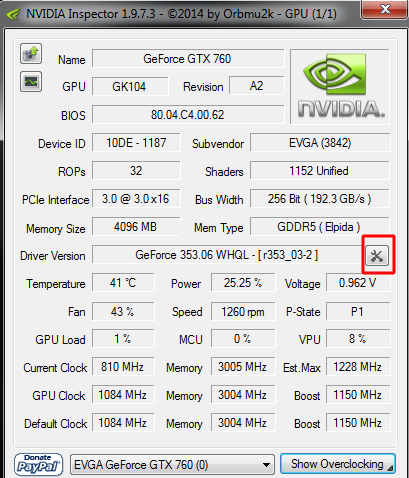 NVIDIA Inspector 1.9.7.3 - ©2014 by Orbmu2k - GPU (1/1)
Name GeForce GTX 760
GPU GK104 Revision A2
nVIDIA.
BIOS 80.04.C4.00.62
Device ID 10DE - 1187 Subvendor EVGA (3842)
ROPs 32 Shaders 1152 Unified
PCIe Interface 3.0 @ 3.0 x16 Bus Width 256 Bit ( 192.3 GB/s )
Memory Size 4096 MB Mem Type GDDR5 ( Elpida )
Driver Version GeForce 353.06 WHQL - [ r353_03-2 ]
Temperature 41 °C Power 25.25 % Voltage 0.962 V
Fan 43 % Speed 1260 rpm P-State P1
GPU Load 1 % MCU 0 % VPU 8 %
Current Clock 810 MHz Memory 3005 MHz Est.Max 1228 MHz
GPU Clock 1084 MHz Memory 3004 MHz Boost 1150 MHz
Default Clock 1084 MHz Memory 3004 MHz Boost 1150 MHz
Donate
PayPal
EVGA GeForce GTX 760 (0) Show Overclocking